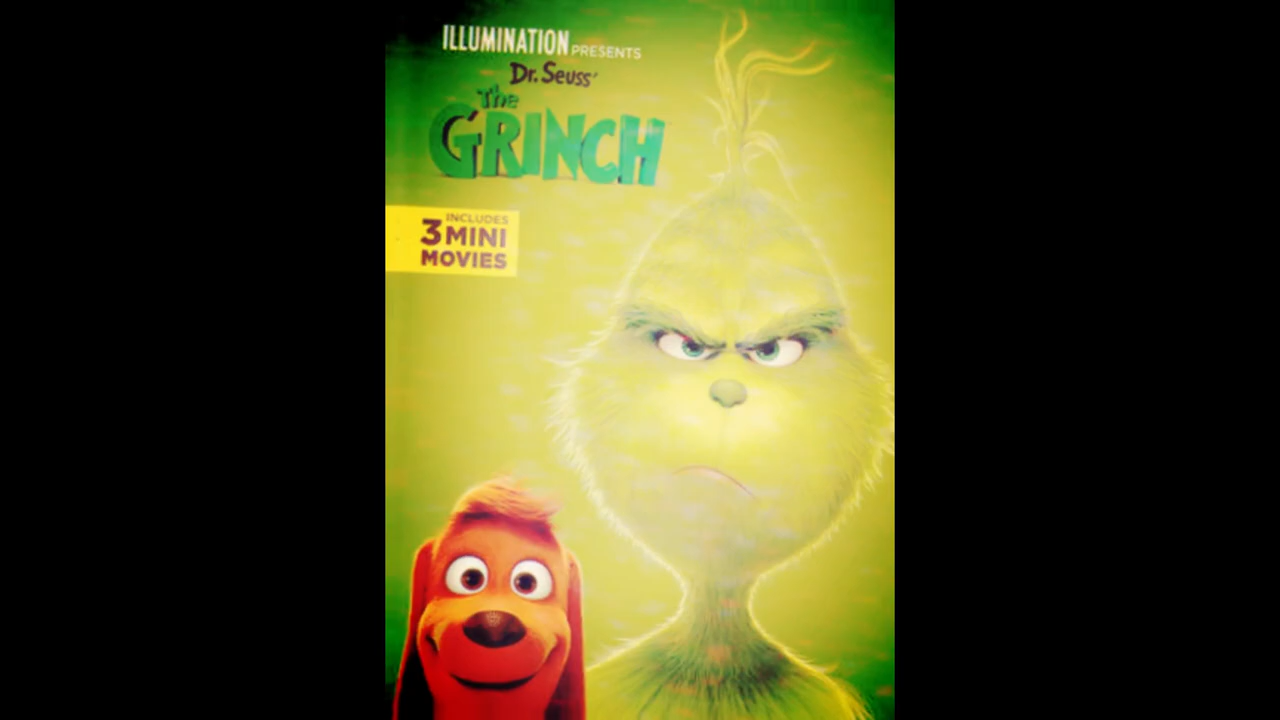 ILLUMINATION PRESENTS
Dr. Seuss'
The
GRINCH
INCLUDES
3 MINI
MOVIES